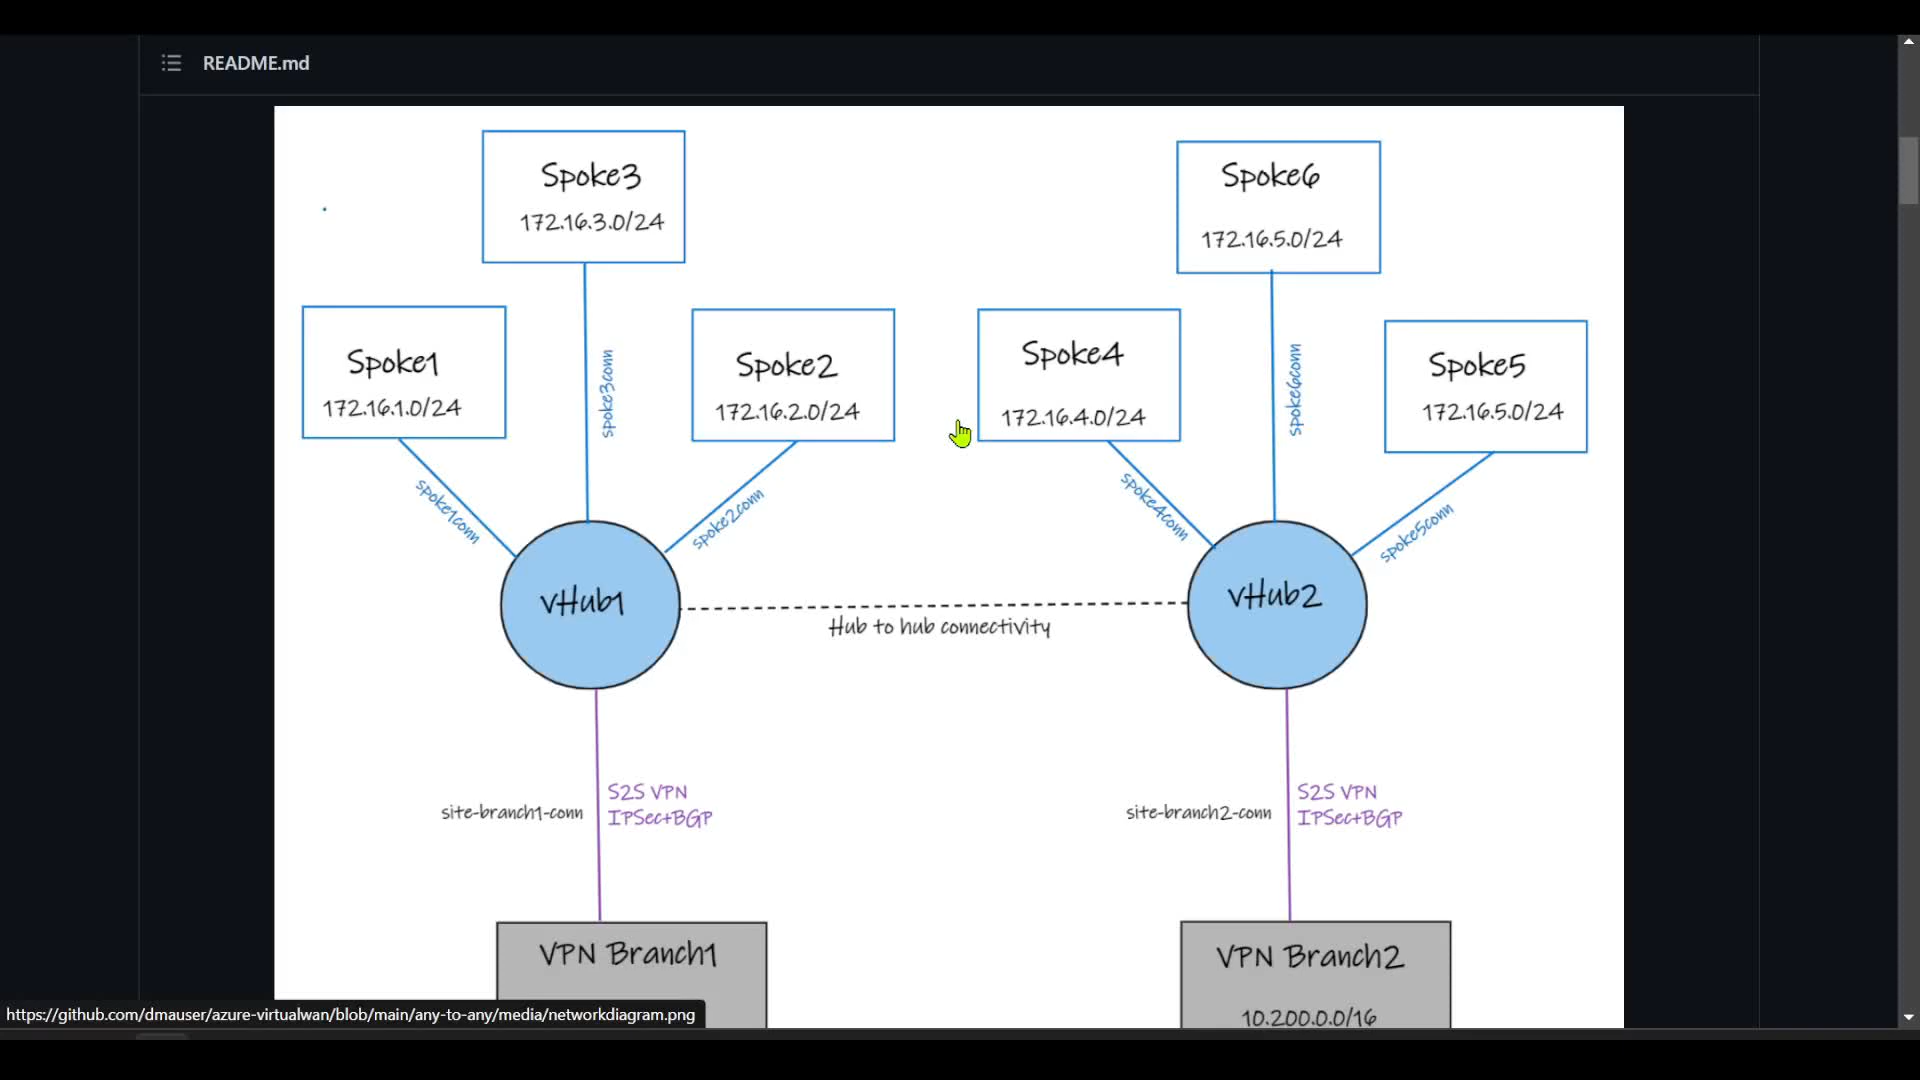 README.md
Spoke3
172.16.3.0/24
Spoke6
172.16.5.0/24
Spoke1
172.16.1.0/24
spoke3conn
Spoke2
172.16.2.0/24
Spoke4
172.16.4.0/24
spoke6conn
Spoke5
172.16.5.0/24
spoke1conn
spoke2conn
spoke4conn
spoke5conn
vHub1
Hub to hub connectivity
vHub2
site-branch1-conn
S2S VPN
IPSec+BGP
site-branch2-conn
S2S VPN
IPSec+BGP
VPN Branch1
VPN Branch2
10.200.0.0/16
https://github.com/dmauser/azure-virtualwan/blob/main/any-to-any/media/networkdiagram.png